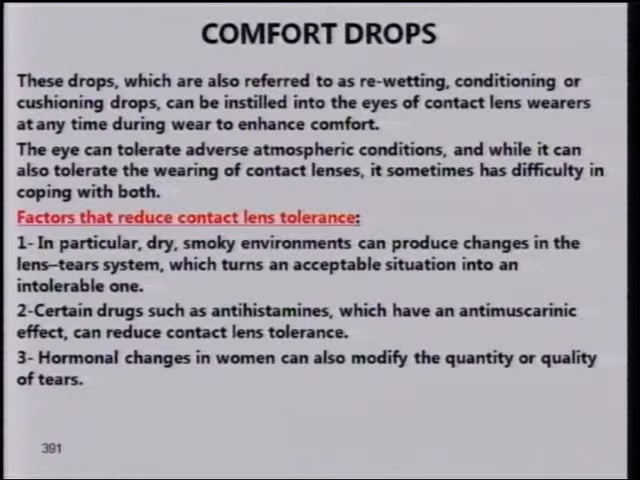 COMFORT DROPS
These drops, which are also referred to as re-wetting, conditioning or
cushioning drops, can be instilled into the eyes of contact lens wearers
at any time during wear to enhance comfort.
The eye can tolerate adverse atmospheric conditions, and while it can
also tolerate the wearing of contact lenses, it sometimes has difficulty in
coping with both.
Factors that reduce contact lens tolerance:
1- In particular, dry, smoky environments can produce changes in the
lens–tears system, which turns an acceptable situation into an
intolerable one.
2-Certain drugs such as antihistamines, which have an antimuscarinic
effect, can reduce contact lens tolerance.
3- Hormonal changes in women can also modify the quantity or quality
of tears.
391